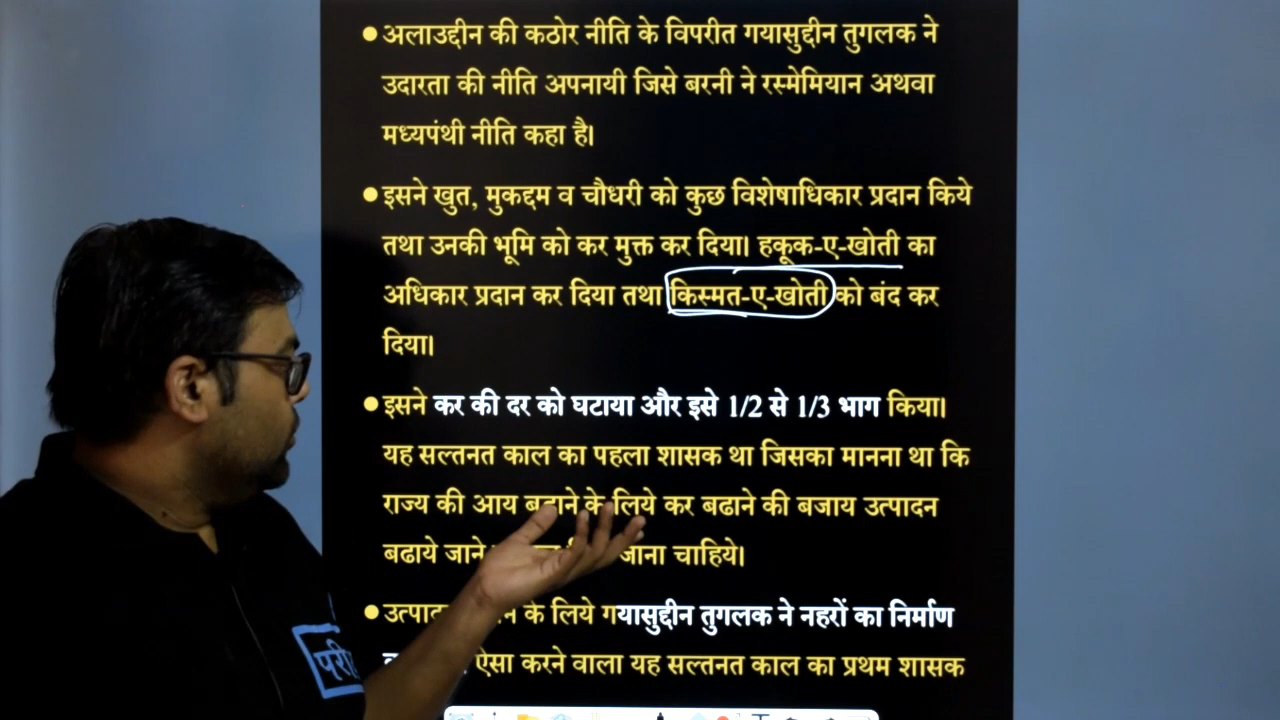 ● अलाउद्दीन की कठोर नीति के विपरीत गयासुद्दीन तुगलक ने
उदारता की नीति अपनायी जिसे बरनी ने रस्मेमियान अथवा
मध्यपंथी नीति कहा है।
● इसने खुत, मुकद्दम व चौधरी को कुछ विशेषाधिकार प्रदान किये
तथा उनकी भूमि को कर मुक्त कर दिया। हकूक-ए-खोती का
अधिकार प्रदान कर दिया तथा किस्मत-ए-खोती को बंद कर
दिया।
● इसने कर की दर को घटाया और इसे 1/2 से 1/3 भाग किया।
यह सल्तनत काल का पहला शासक था जिसका मानना था कि
राज्य की आय बढाने के लिये कर बढाने की बजाय उत्पादन
बढाये जाने जाना चाहिये।
● के लिये गयासुद्दीन तुगलक ने नहरों का निर्माण
ऐसा करने वाला यह सल्तनत काल का प्रथम शासक